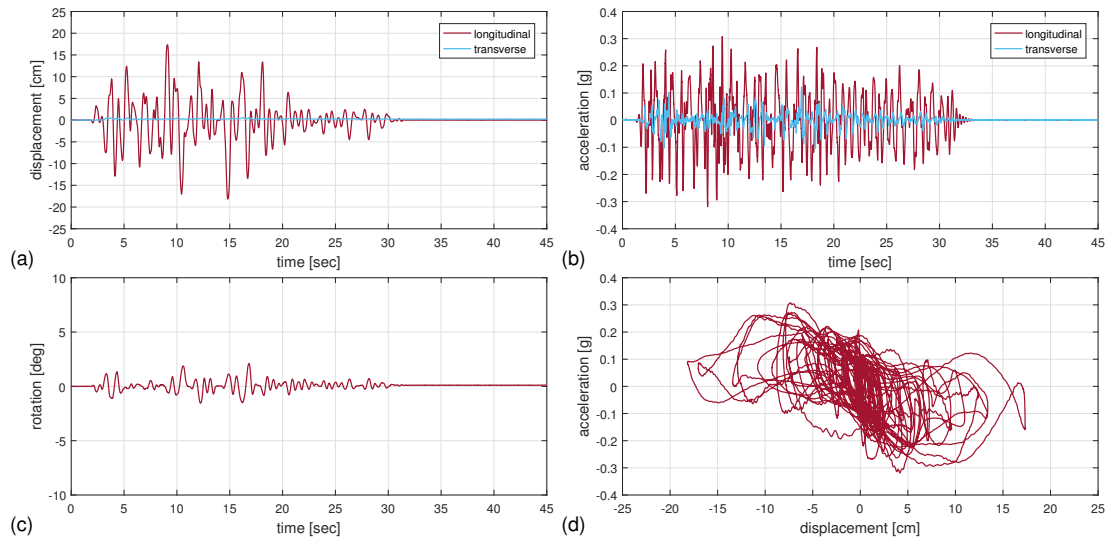 25
20
15
10
5
0
-5
-10
-15
-20
-25
displacement [cm]
longitudinal
transverse
0 5 10 15 20 25 30 35 40 45
time [sec]
(a)
0.4
0.3
0.2
0.1
0
-0.1
-0.2
-0.3
-0.4
acceleration [g]
longitudinal
transverse
0 5 10 15 20 25 30 35 40 45
time [sec]
(b)
10
5
0
-5
-10
rotation [deg]
0 5 10 15 20 25 30 35 40 45
time [sec]
(c)
0.4
0.3
0.2
0.1
0
-0.1
-0.2
-0.3
-0.4
acceleration [g]
-25 -20 -15 -10 -5 0 5 10 15 20 25
displacement [cm]
(d)